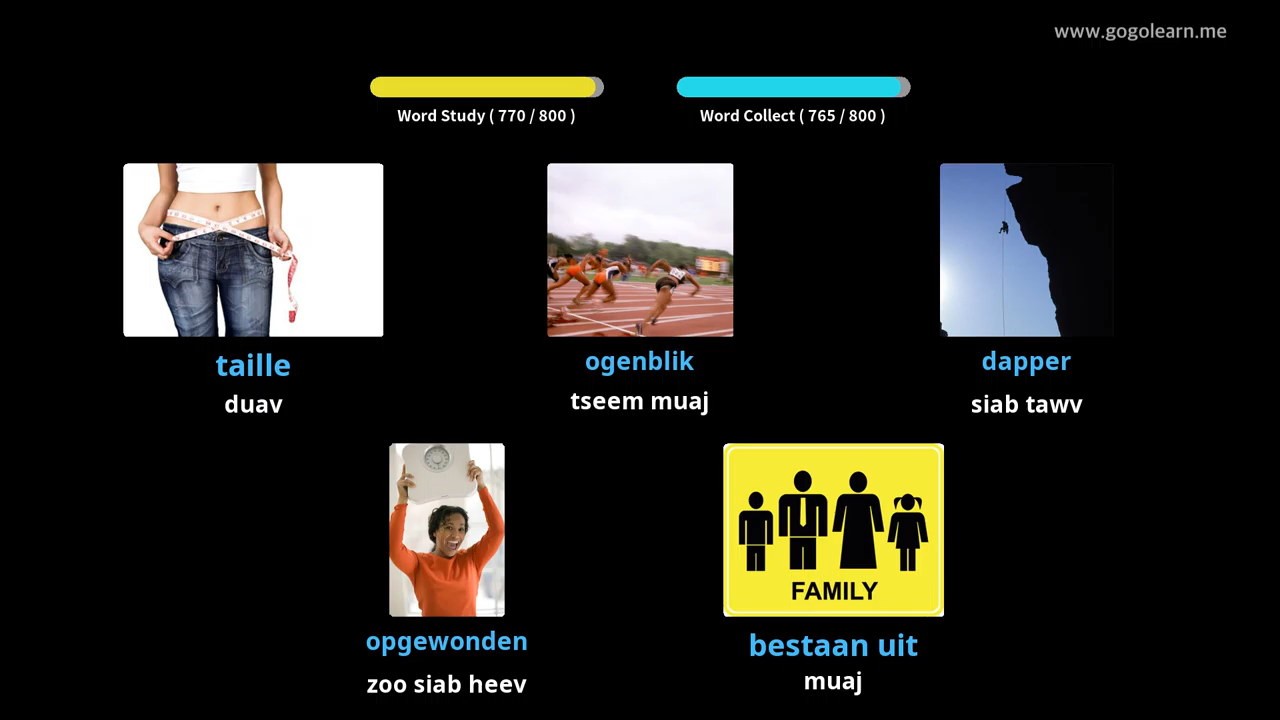 www.gogolearn.me
Word Study ( 770 / 800 )
Word Collect ( 765 / 800 )
taille
duav
ogenblik
tseem muaj
dapper
siab tawv
opgewonden
zoo siab heev
FAMILY
bestaan uit
muaj